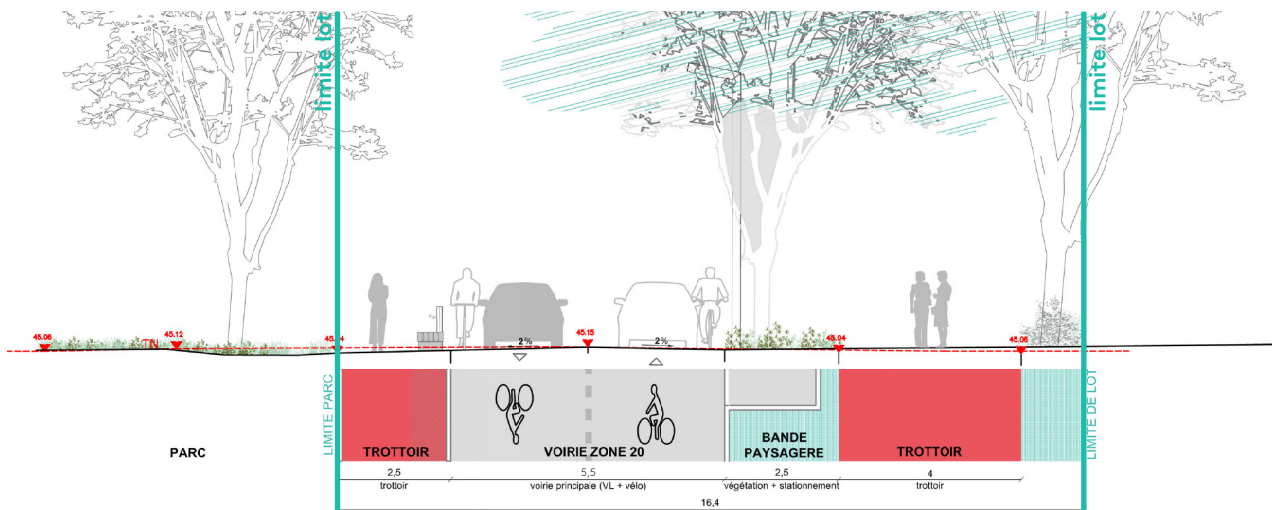 limite lot
limite lot
45.06
45.12
TN
45.15
45.04
45.06
2%
2%
LIMITE PARC
LIMITE DE LOT
PARC
TROTTOIR
VOIRIE ZONE 20
BANDE
PAYSAGERE
TROTTOIR
2,5
5,5
2,5
4
trottoir
voirie principale (VL + vélo)
végétation + stationnement
trottoir
16,4